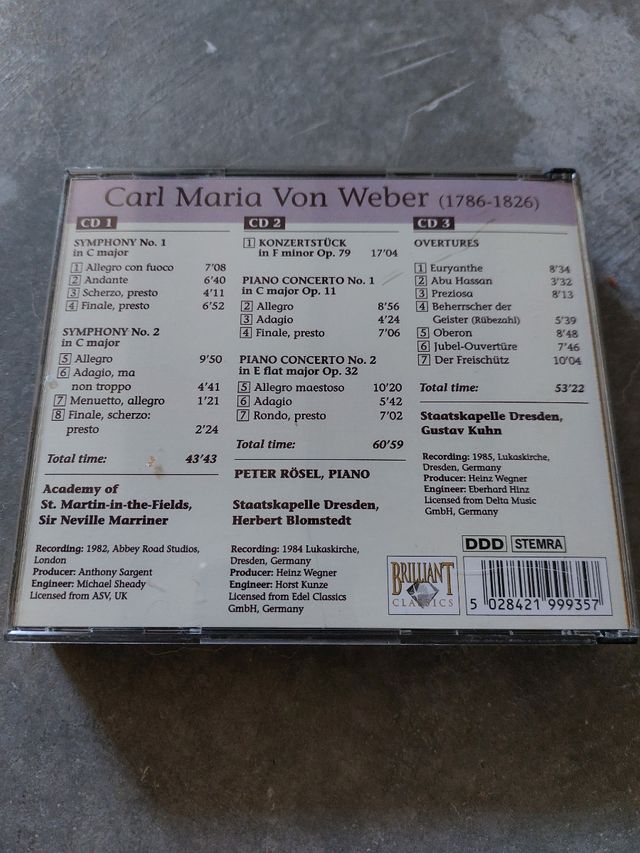 Carl Maria Von Weber (1786-1826)
CD 1
SYMPHONY No. 1
in C major
1 Allegro con fuoco 7'08
2 Andante 6'40
3 Scherzo, presto 4'11
4 Finale, presto 6'52
SYMPHONY No. 2
in C major
5 Allegro 9'50
6 Adagio, ma
non troppo 4'41
7 Menuetto, allegro 1'21
8 Finale, scherzo:
presto 2'24
Total time: 43'43
Academy of
St. Martin-in-the-Fields,
Sir Neville Marriner
Recording: 1982, Abbey Road Studios,
London
Producer: Anthony Sargent
Engineer: Michael Sheady
Licensed from ASV, UK
CD 2
1 KONZERTSTÜCK
in F minor Op. 79 17'04
PIANO CONCERTO No. 1
in C major Op. 11
2 Allegro 8'56
3 Adagio 4'24
4 Finale, presto 7'06
PIANO CONCERTO No. 2
in E flat major Op. 32
5 Allegro maestoso 10'20
6 Adagio 5'42
7 Rondo, presto 7'02
Total time: 60'59
PETER RÖSEL, PIANO
Staatskapelle Dresden,
Herbert Blomstedt
Recording: 1984 Lukaskirche,
Dresden, Germany
Producer: Heinz Wegner
Engineer: Horst Kunze
Licensed from Edel Classics
GmbH, Germany
CD 3
OVERTURES
1 Euryanthe 8'34
2 Abu Hassan 3'32
3 Preziosa 8'13
4 Beherrscher der
Geister (Rübezahl) 5'39
5 Oberon 8'48
6 Jubel-Ouvertüre 7'46
7 Der Freischütz 10'04
Total time: 53'22
Staatskapelle Dresden,
Gustav Kuhn
Recording: 1985, Lukaskirche,
Dresden, Germany
Producer: Heinz Wegner
Engineer: Eberhard Hinz
Licensed from Delta Music
GmbH, Germany
DDD STEMRA
BRILLIANT
CLASSICS
5 028421 999357